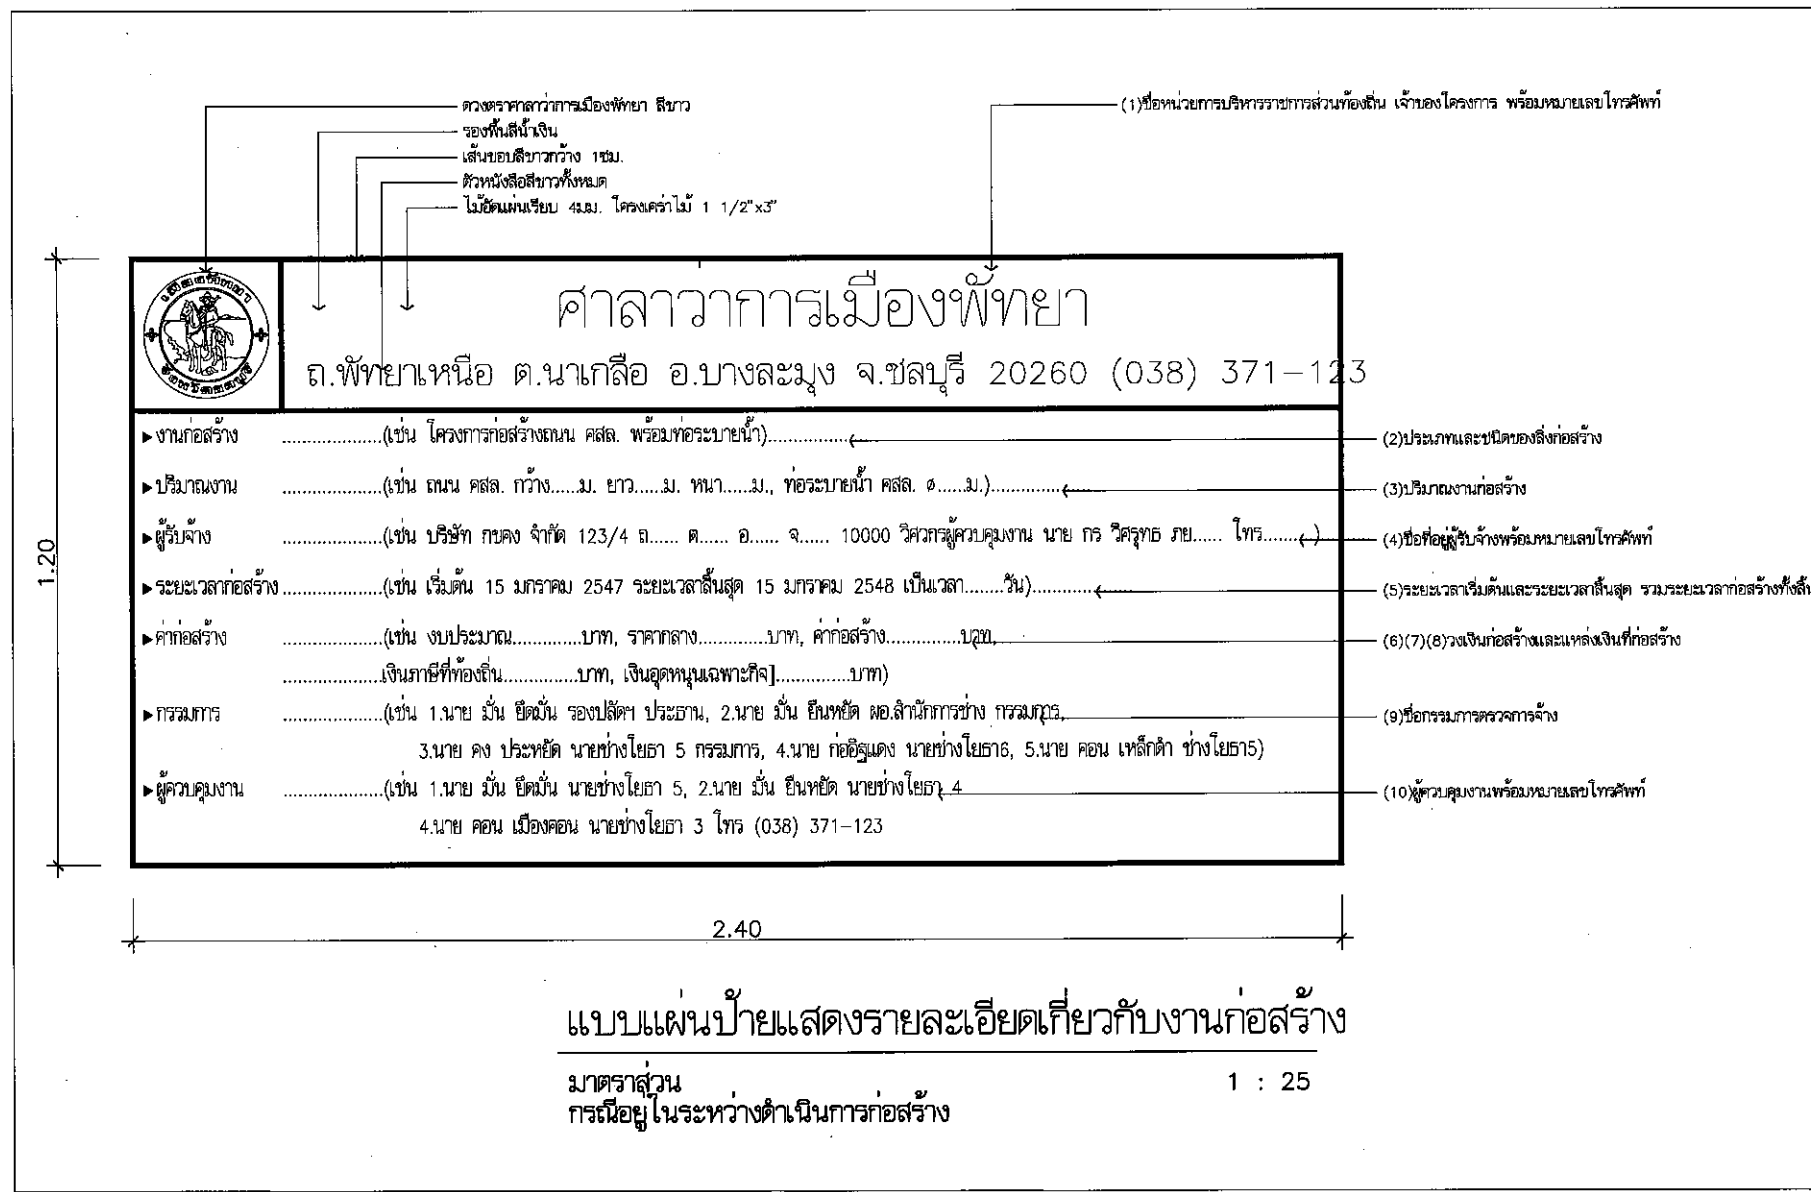 ดวงตราศาลาว่าการเมืองพัทยา สีขาว
รองพื้นสีน้ำเงิน
เส้นขอบสีขาวกว้าง 1ซม.
ตัวหนังสือสีขาวทั้งหมด
ไม้อัดแผ่นเรียบ 4มม. โครงเคร่าไม้ 1 1/2"x3"
(1)ชื่อหน่วยการบริหารราชการส่วนท้องถิ่น เจ้าของโครงการ พร้อมหมายเลขโทรศัพท์
ศาลาวาการเมืองพัทยา
ถ.พัทยาเหนือ ต.นาเกลือ อ.บางละมุง จ.ชลบุรี 20260 (038) 371-123
▸งานก่อสร้าง ...................(เช่น โครงการก่อสร้างถนน คสล. พร้อมท่อระบายน้ำ)...............
(2)ประเภทและชนิดของสิ่งก่อสร้าง
▸ปริมาณงาน ...................(เช่น ถนน คสล. กว้าง.....ม. ยาว.....ม. หนา.....ม., ท่อระบายน้ำ คสล. ø.....ม.).............
(3)ปริมาณงานก่อสร้าง
▸ผู้รับจ้าง ...................(เช่น บริษัท กขคง จำกัด 123/4 ถ...... ต...... อ...... จ...... 10000 วิศวกรผู้ควบคุมงาน นาย กร วิศรุทธ ภย...... โทร.........)
(4)ชื่อที่อยู่ผู้รับจ้างพร้อมหมายเลขโทรศัพท์
▸ระยะเวลาก่อสร้าง ...................(เช่น เริ่มต้น 15 มกราคม 2547 ระยะเวลาสิ้นสุด 15 มกราคม 2548 เป็นเวลา.......วัน)............
(5)ระยะเวลาเริ่มต้นและระยะเวลาสิ้นสุด รวมระยะเวลาก่อสร้างทั้งสิ้น
▸ค่าก่อสร้าง ...................(เช่น งบประมาณ.............บาท, ราคากลาง.............บาท, ค่าก่อสร้าง..............บาท,
(6)(7)(8)วงเงินก่อสร้างและแหล่งเงินที่ก่อสร้าง
...................เงินภาษีที่ท้องถิ่น..............บาท, เงินอุดหนุนเฉพาะกิจ]..............บาท)
▸กรรมการ ...................(เช่น 1.นาย มั่น ยึดมั่น รองปลัดฯ ประธาน, 2.นาย มั่น ยืนหยัด ผอ.สำนักการช่าง กรรมการ,
(9)ชื่อกรรมการตรวจการจ้าง
3.นาย คง ประหยัด นายช่างโยธา 5 กรรมการ, 4.นาย ก่ออิฐแดง นายช่างโยธา6, 5.นาย คอน เหล็กดำ ช่างโยธา5)
▸ผู้ควบคุมงาน ...................(เช่น 1.นาย มั่น ยึดมั่น นายช่างโยธา 5, 2.นาย มั่น ยืนหยัด นายช่างโยธา 4
(10)ผู้ควบคุมงานพร้อมหมายเลขโทรศัพท์
4.นาย คอน เมืองคอน นายช่างโยธา 3 โทร (038) 371-123
1.20
2.40
แบบแผ่นป้ายแสดงรายละเอียดเกี่ยวกับงานก่อสร้าง
มาตราส่วน 1 : 25
กรณีอยู่ในระหว่างดำเนินการก่อสร้าง